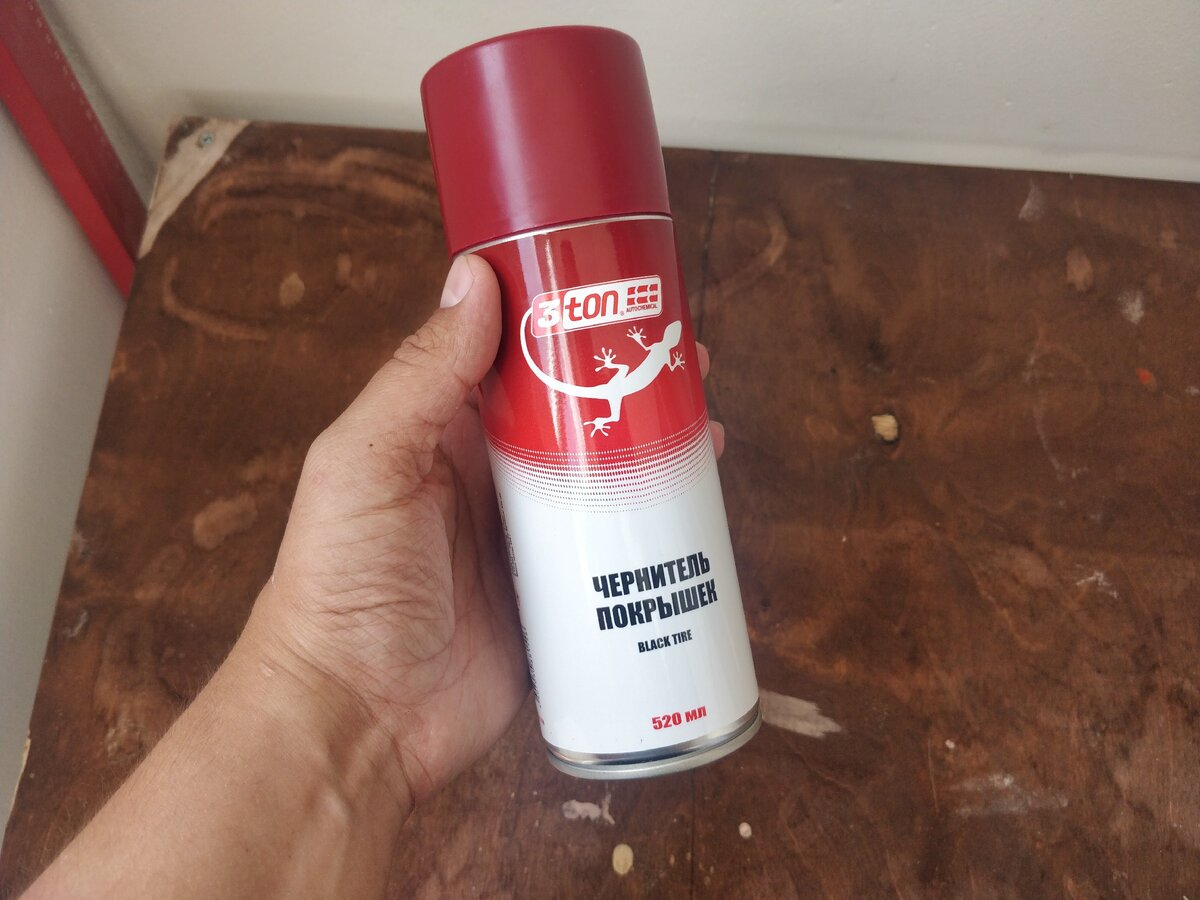 3ton
AUTOCHEMICAL
ЧЕРНИТЕЛЬ
ПОКРЫШЕК
BLACK TIRE
520 мл